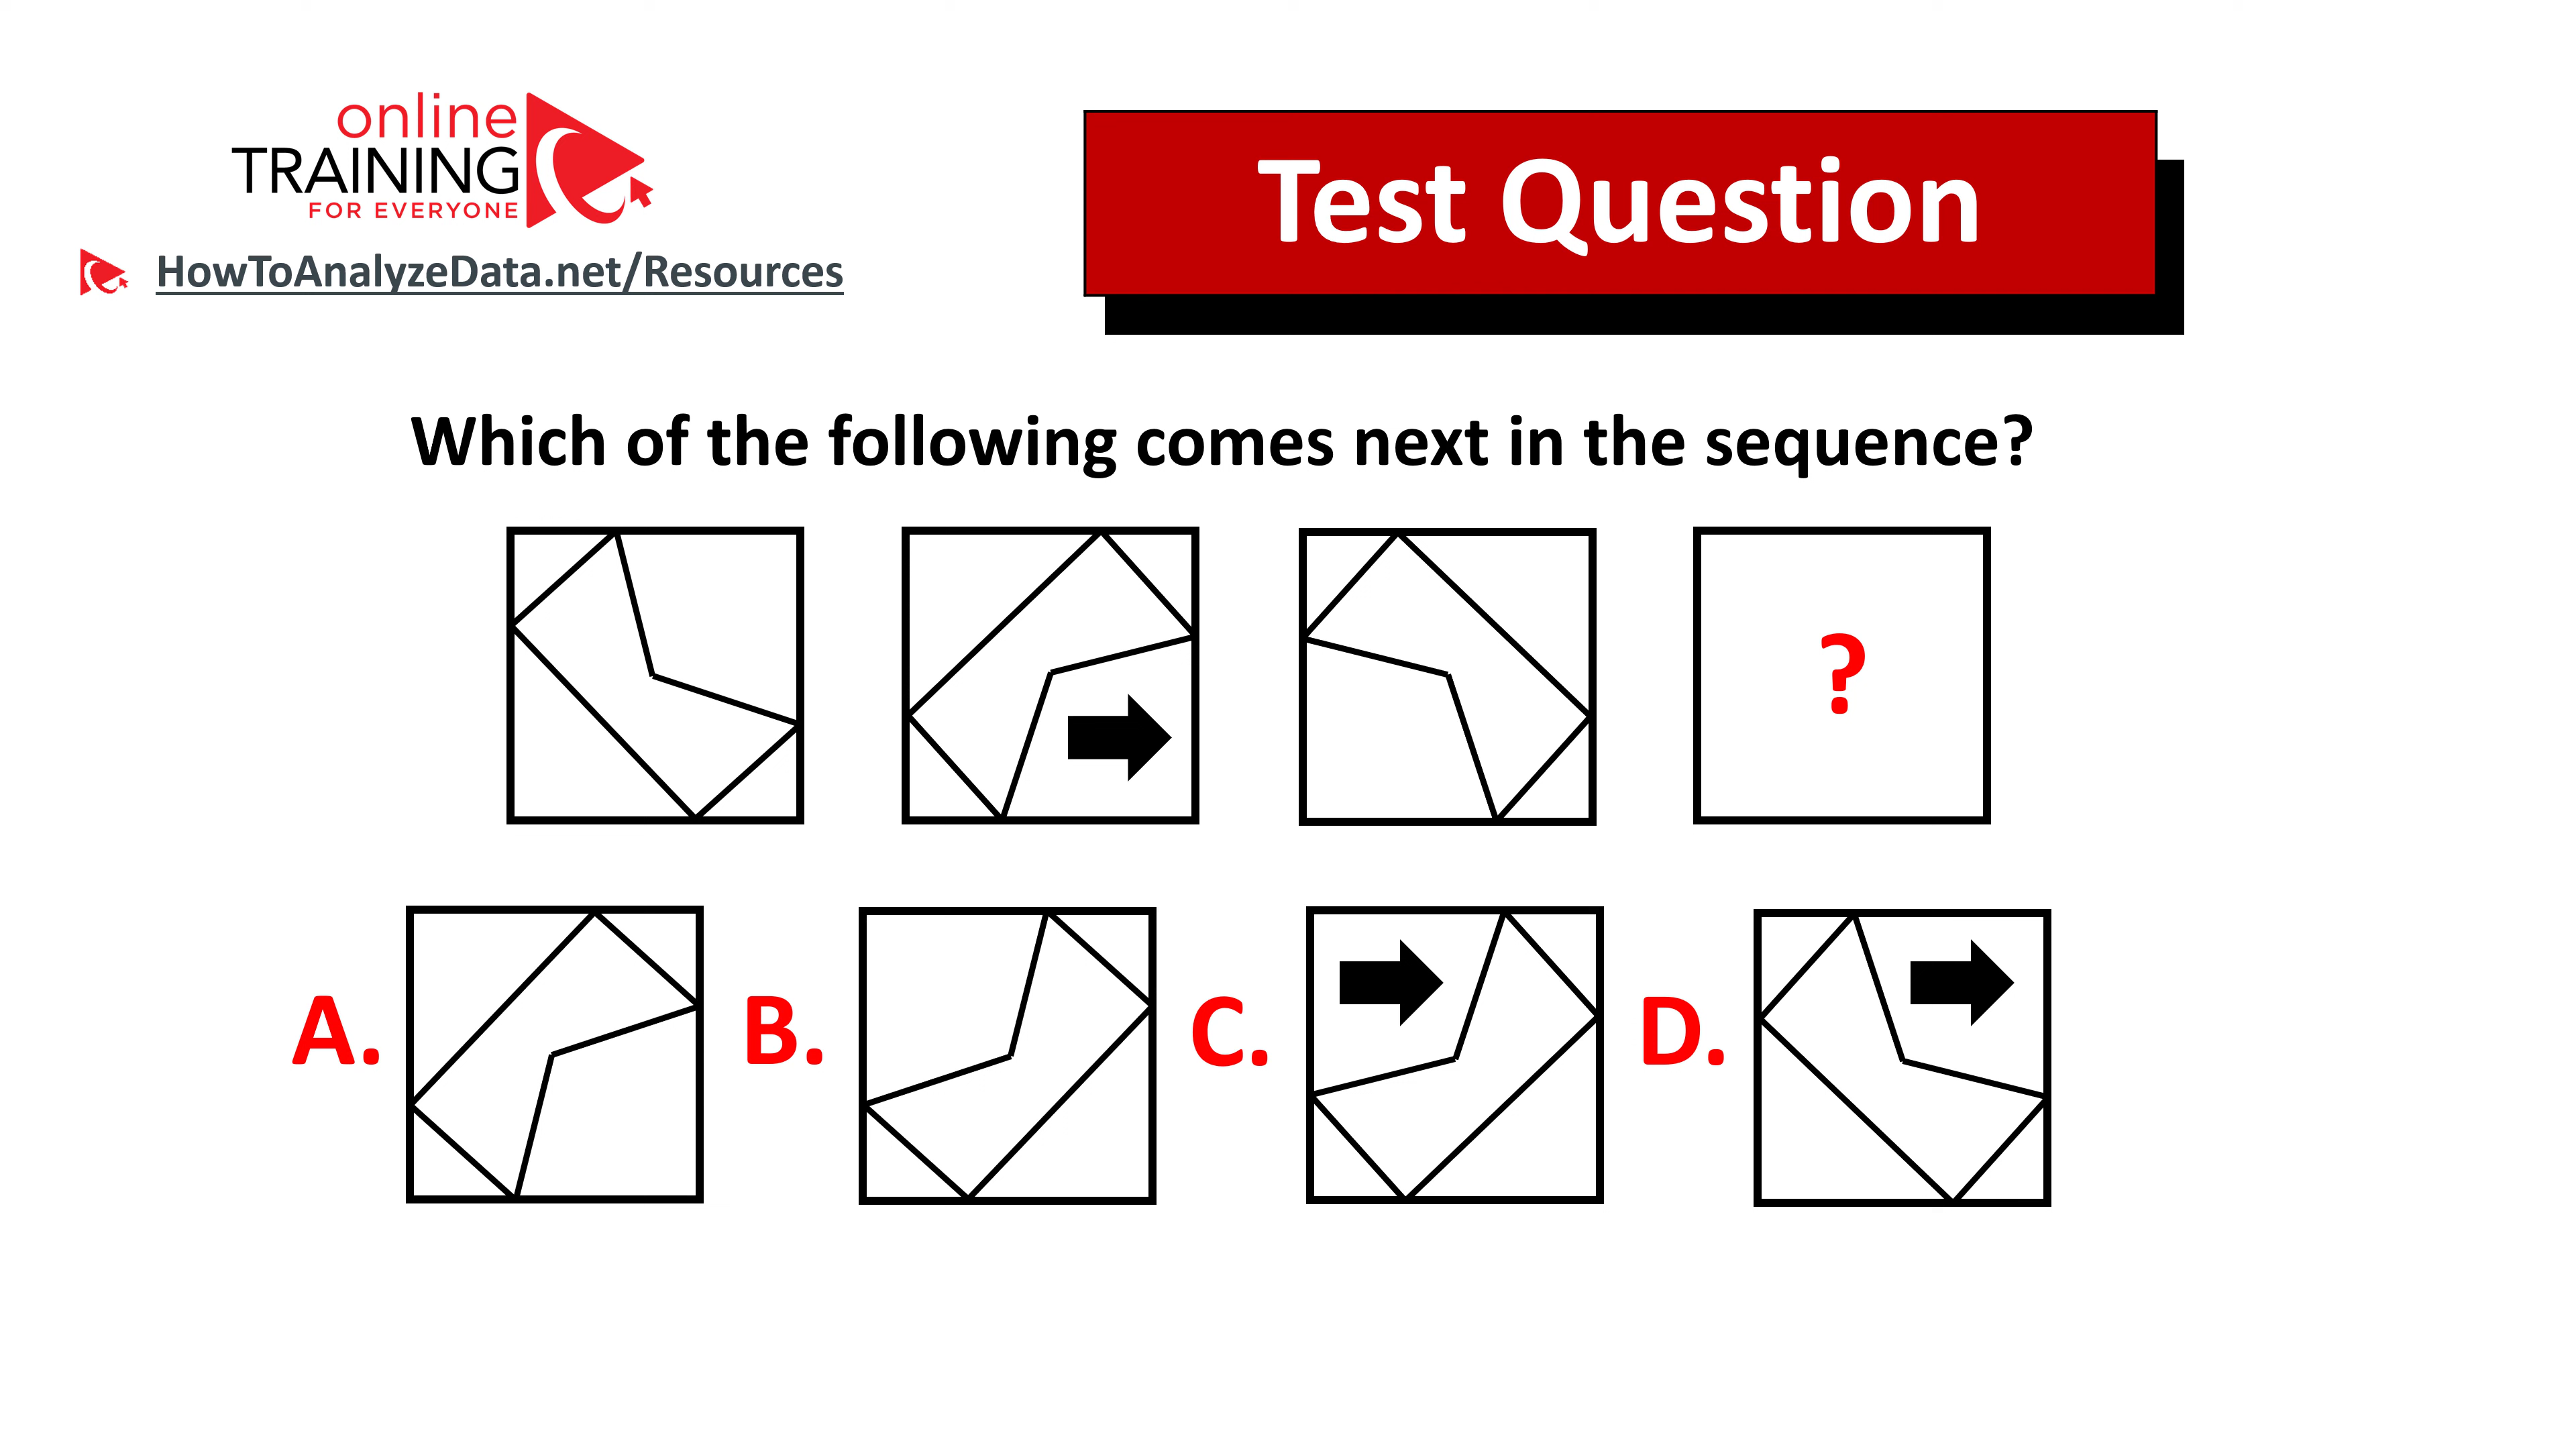 online
TRAINING
FOR EVERYONE
HowToAnalyzeData.net/Resources
Test Question
Which of the following comes next in the sequence?
?
A. B. C. D.